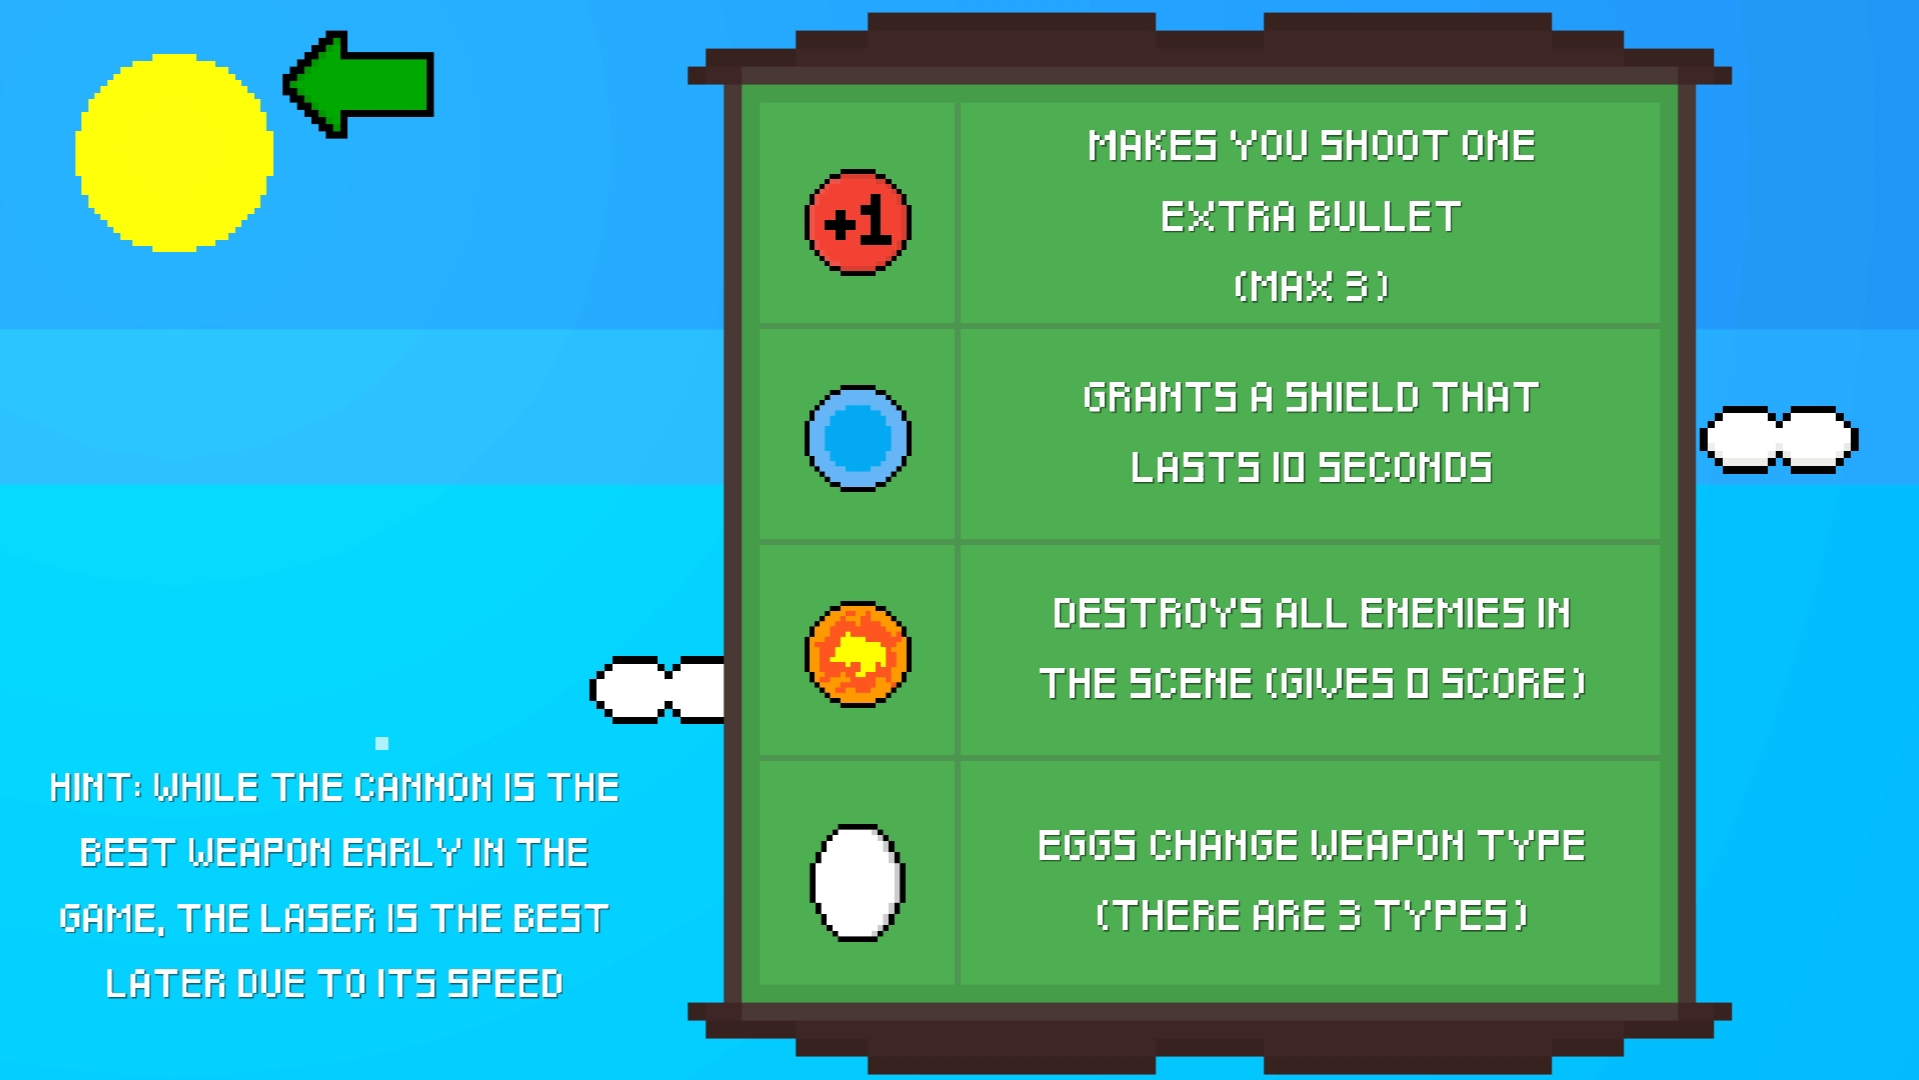 +1
MAKES YOU SHOOT ONE
EXTRA BULLET
(MAX 3)
GRANTS A SHIELD THAT
LASTS 10 SECONDS
DESTROYS ALL ENEMIES IN
THE SCENE (GIVES 0 SCORE)
EGGS CHANGE WEAPON TYPE
(THERE ARE 3 TYPES)
HINT: WHILE THE CANNON IS THE
BEST WEAPON EARLY IN THE
GAME, THE LASER IS THE BEST
LATER DUE TO ITS SPEED